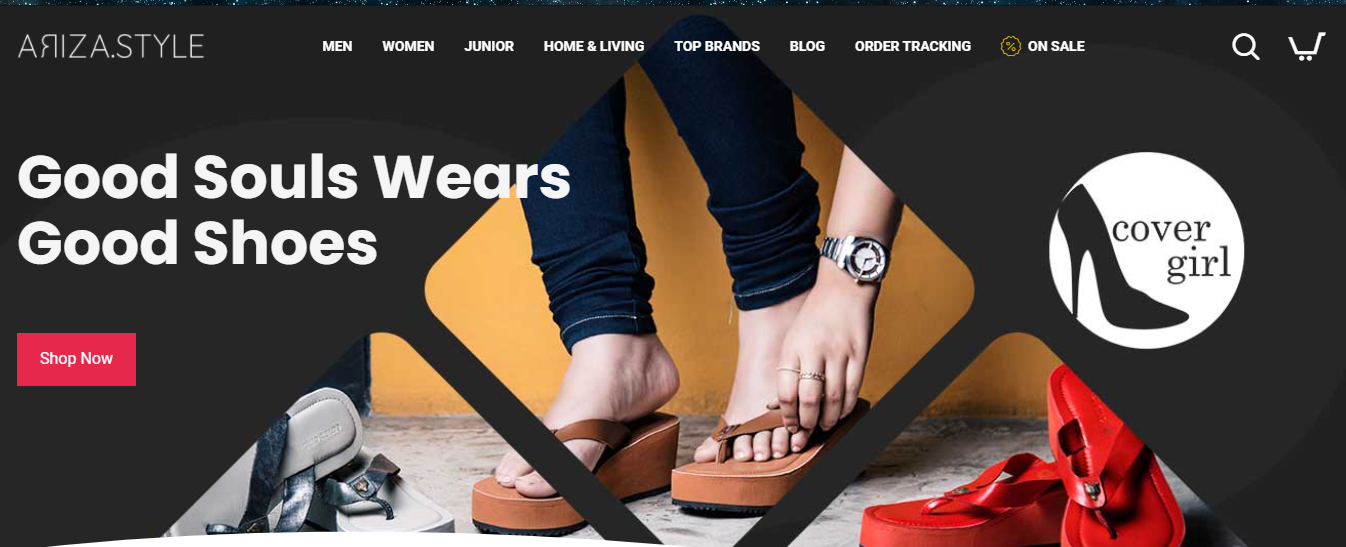 AЯIZA.STYLE
MEN WOMEN JUNIOR HOME & LIVING TOP BRANDS BLOG ORDER TRACKING % ON SALE
Good Souls Wears
Good Shoes
cover
girl
Shop Now